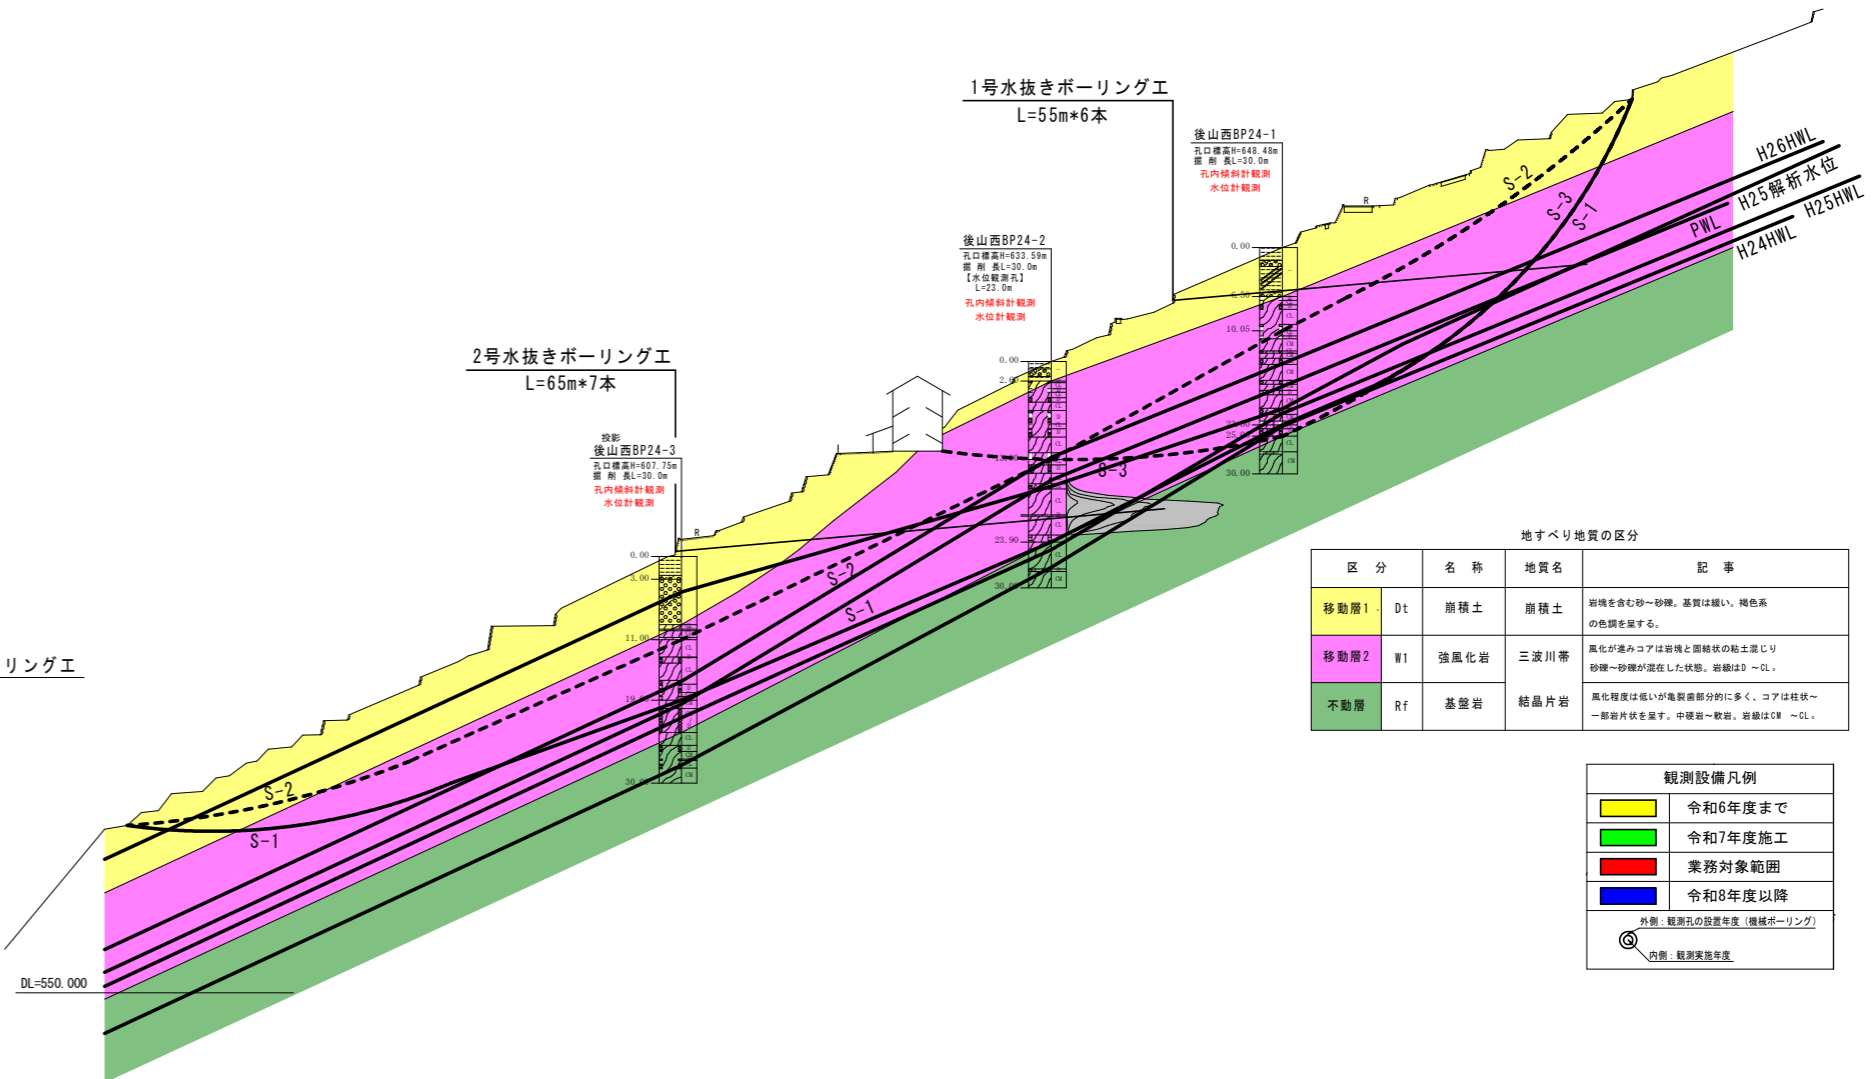 1号水抜きボーリング工
L=55m*6本
後山西BP24-1
孔口標高H=648.48m
掘 削 長L=30.0m
孔内傾斜計観測
水位計観測
後山西BP24-2
孔口標高H=633.59m
掘 削 長L=30.0m
【水位観測孔】
L=23.0m
孔内傾斜計観測
水位計観測
2号水抜きボーリング工
L=65m*7本
投影
後山西BP24-3
孔口標高H=607.75m
掘 削 長L=30.0m
孔内傾斜計観測
水位計観測
リング工
H26HWL
H25解析水位
H25HWL
PWL
H24HWL
S-2
S-3
S-1
R
0.00
6.50
10.05
30.00
0.00
23.90
S-3
R
0.00
3.00
11.00
S-2
S-1
S-2
S-1
DL=550.000
地すべり地質の区分
区 分 名 称 地質名 記 事
移動層1 Dt 崩積土 崩積土 岩塊を含む砂~砂礫。基質は緩い。褐色系
の色調を呈する。
移動層2 W1 強風化岩 三波川帯 風化が進みコアは岩塊と固結状の粘土混じり
砂礫~砂礫が混在した状態。岩級はD ~CL。
不動層 Rf 基盤岩 結晶片岩 風化程度は低いが亀裂歯部分的に多く、コアは柱状~
一部岩片状を呈す。中硬岩~軟岩。岩級はCM ~CL。
観測設備凡例
令和6年度まで
令和7年度施工
業務対象範囲
令和8年度以降
外側:観測孔の設置年度(機械ボーリング)
内側:観測実施年度